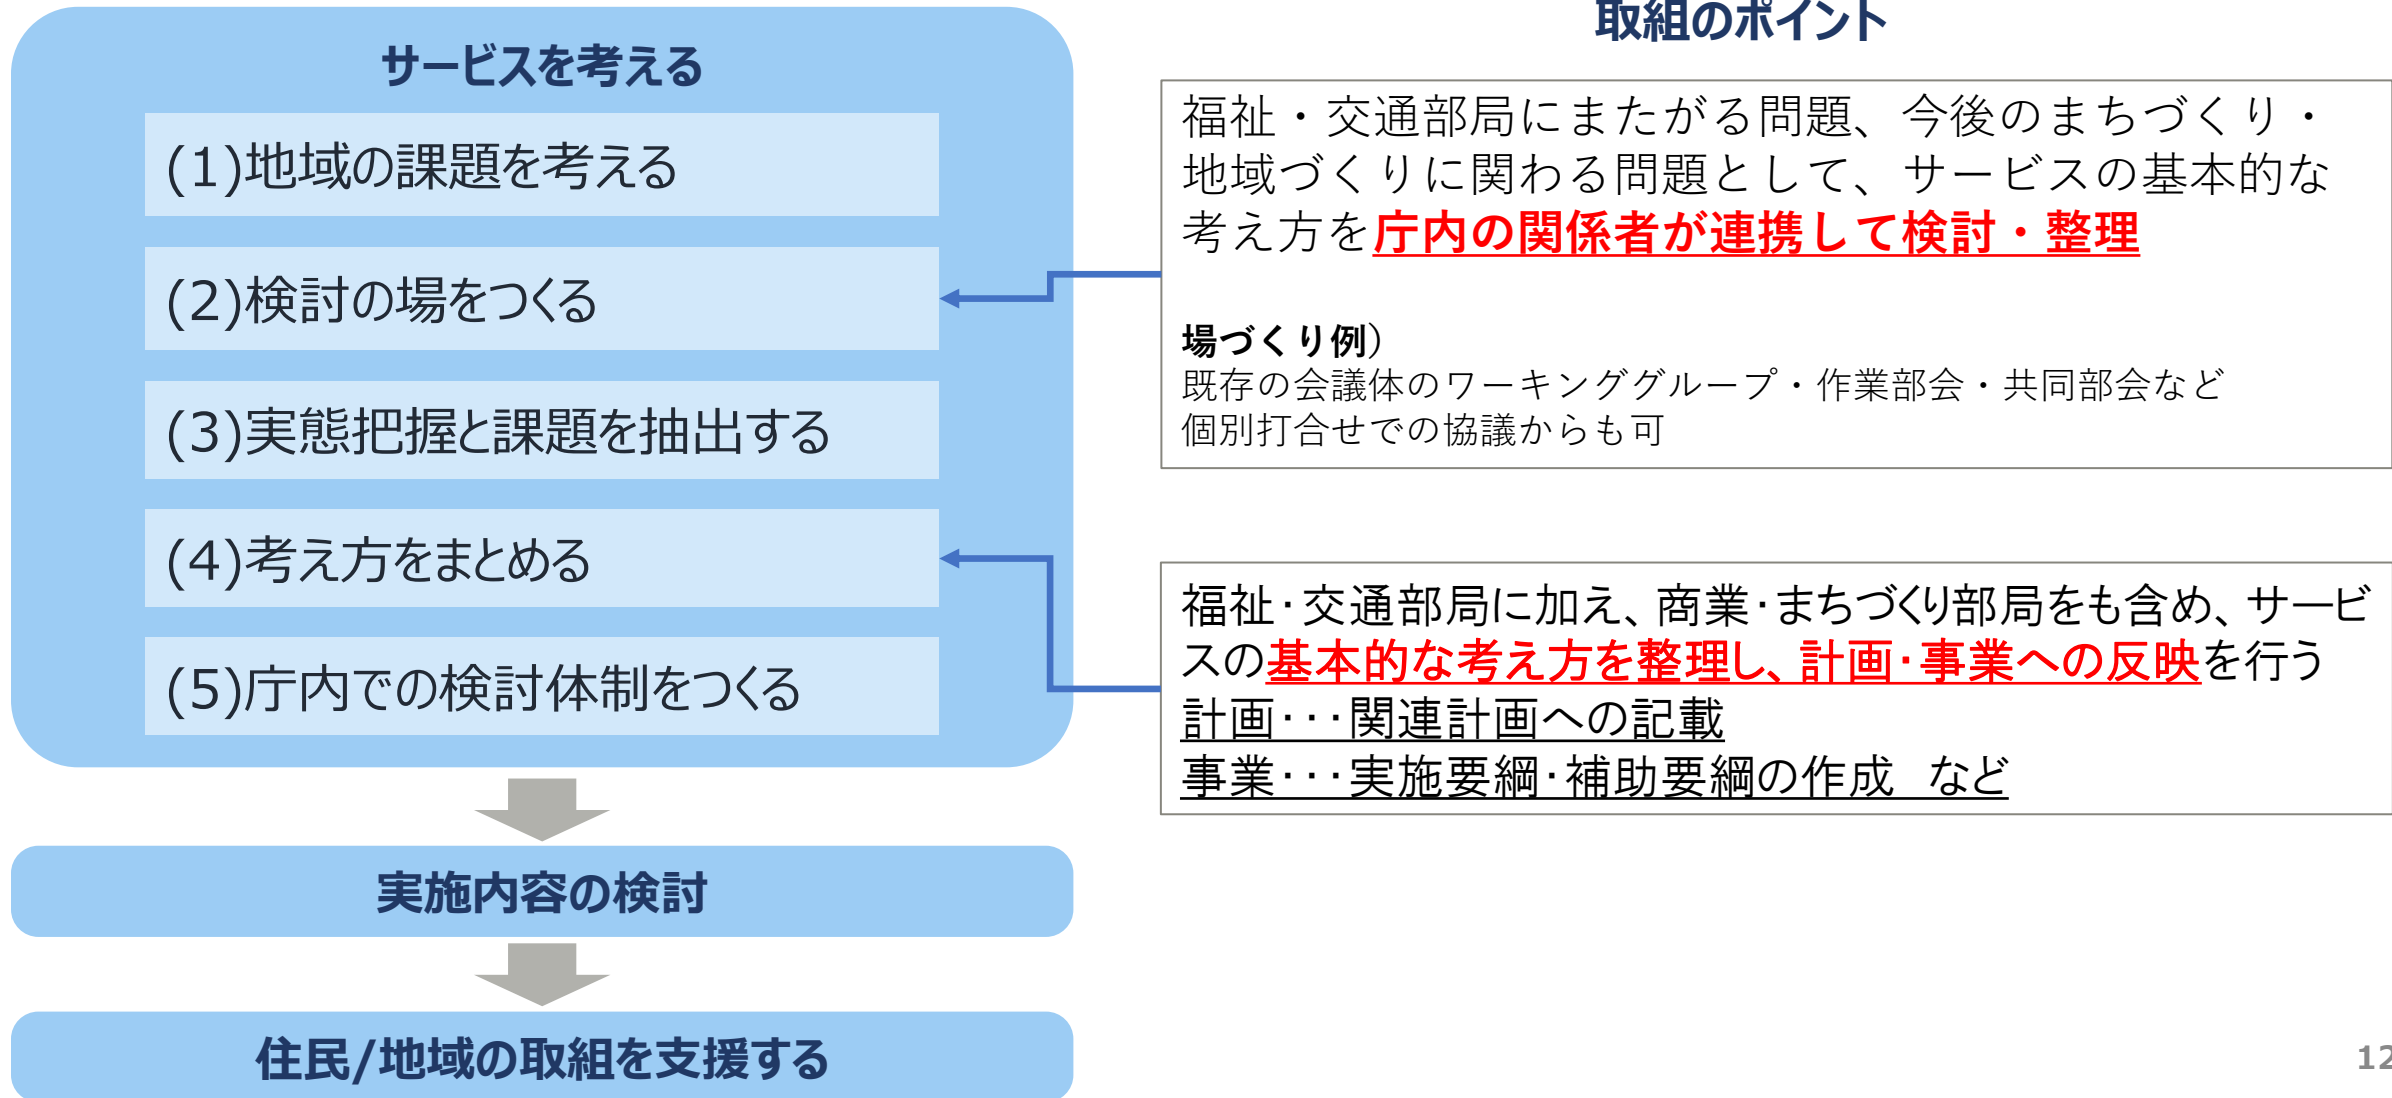 サービスを考える
(1)地域の課題を考える
(2)検討の場をつくる
(3)実態把握と課題を抽出する
(4)考え方をまとめる
(5)庁内での検討体制をつくる
実施内容の検討
住民/地域の取組を支援する
取組のポイント
福祉・交通部局にまたがる問題、今後のまちづくり・
地域づくりに関わる問題として、サービスの基本的な
考え方を庁内の関係者が連携して検討・整理
場づくり例）
既存の会議体のワーキンググループ・作業部会・共同部会など
個別打合せでの協議からも可
福祉・交通部局に加え、商業・まちづくり部局をも含め、サービ
スの基本的な考え方を整理し、計画・事業への反映を行う
計画・・・関連計画への記載
事業・・・実施要綱・補助要綱の作成　など
12